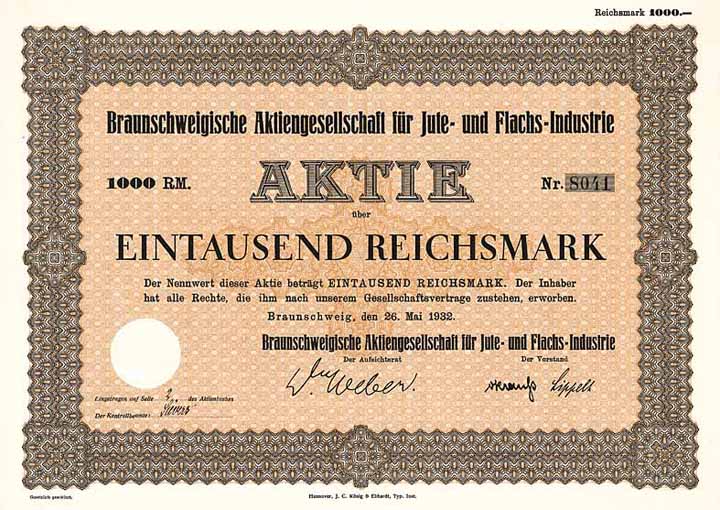 Reichsmark 1000.—
Braunschweigische Aktiengesellschaft für Jute- und Flachs-Industrie
1000 RM.
AKTIE
Nr. 8041
über
EINTAUSEND REICHSMARK
Der Nennwert dieser Aktie beträgt EINTAUSEND REICHSMARK. Der Inhaber
hat alle Rechte, die ihm nach unserem Gesellschaftsvertrage zustehen, erworben.
Braunschweig, den 26. Mai 1932.
Braunschweigische Aktiengesellschaft für Jute- und Flachs-Industrie
Der Aufsichtsrat
Der Vorstand
Dr Weber.
Lippelt
Eingetragen auf Seite des Aktienbuches
Der Kontrollbeamte:
Gesetzlich geschützt.
Hannover, J. C. König & Ebhardt, Typ. Inst.